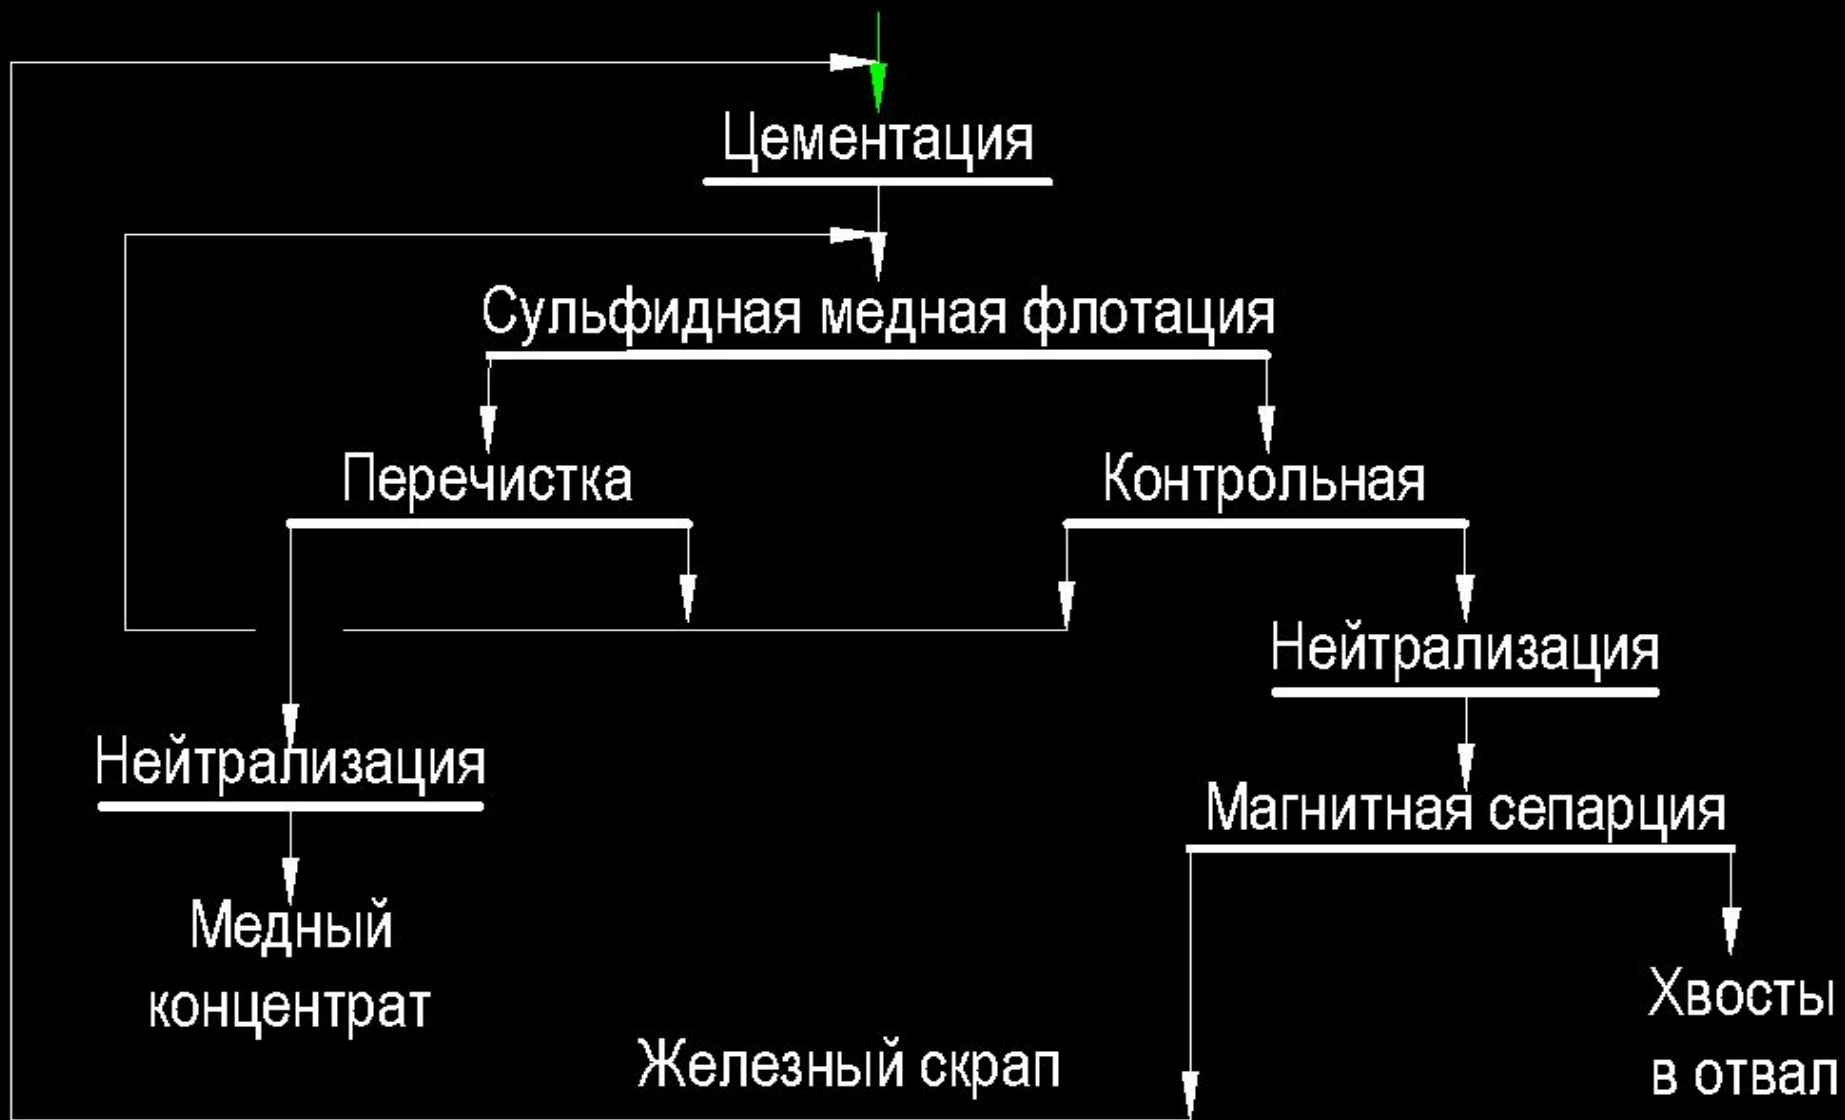 Цементация
Сульфидная медная флотация
Перечистка
Контрольная
Нейтрализация
Нейтрализация
Магнитная сепарция
Медный
концентрат
Хвосты
в отвал
Железный скрап